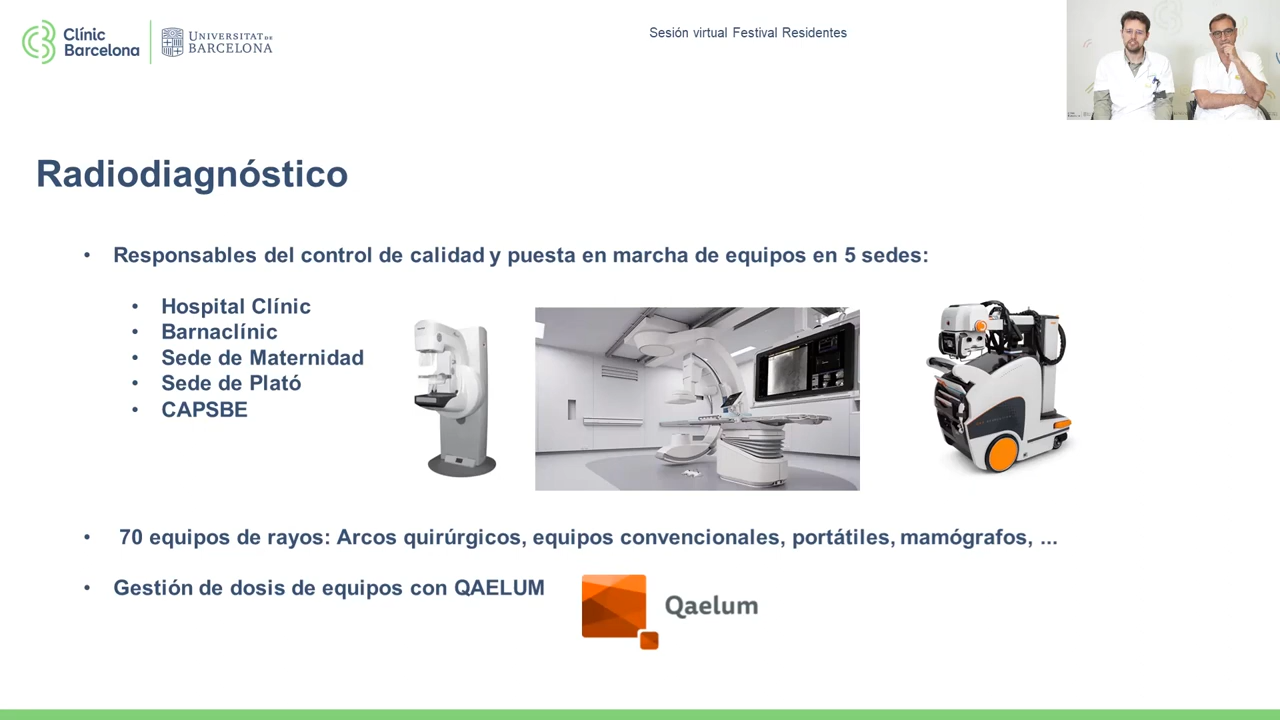 Clínic
Barcelona
UNIVERSITAT DE
BARCELONA
Sesión virtual Festival Residentes
Radiodiagnóstico
• Responsables del control de calidad y puesta en marcha de equipos en 5 sedes:
• Hospital Clínic
• Barnaclínic
• Sede de Maternidad
• Sede de Plató
• CAPSBE
• 70 equipos de rayos: Arcos quirúrgicos, equipos convencionales, portátiles, mamógrafos, ...
• Gestión de dosis de equipos con QAELUM
Qaelum